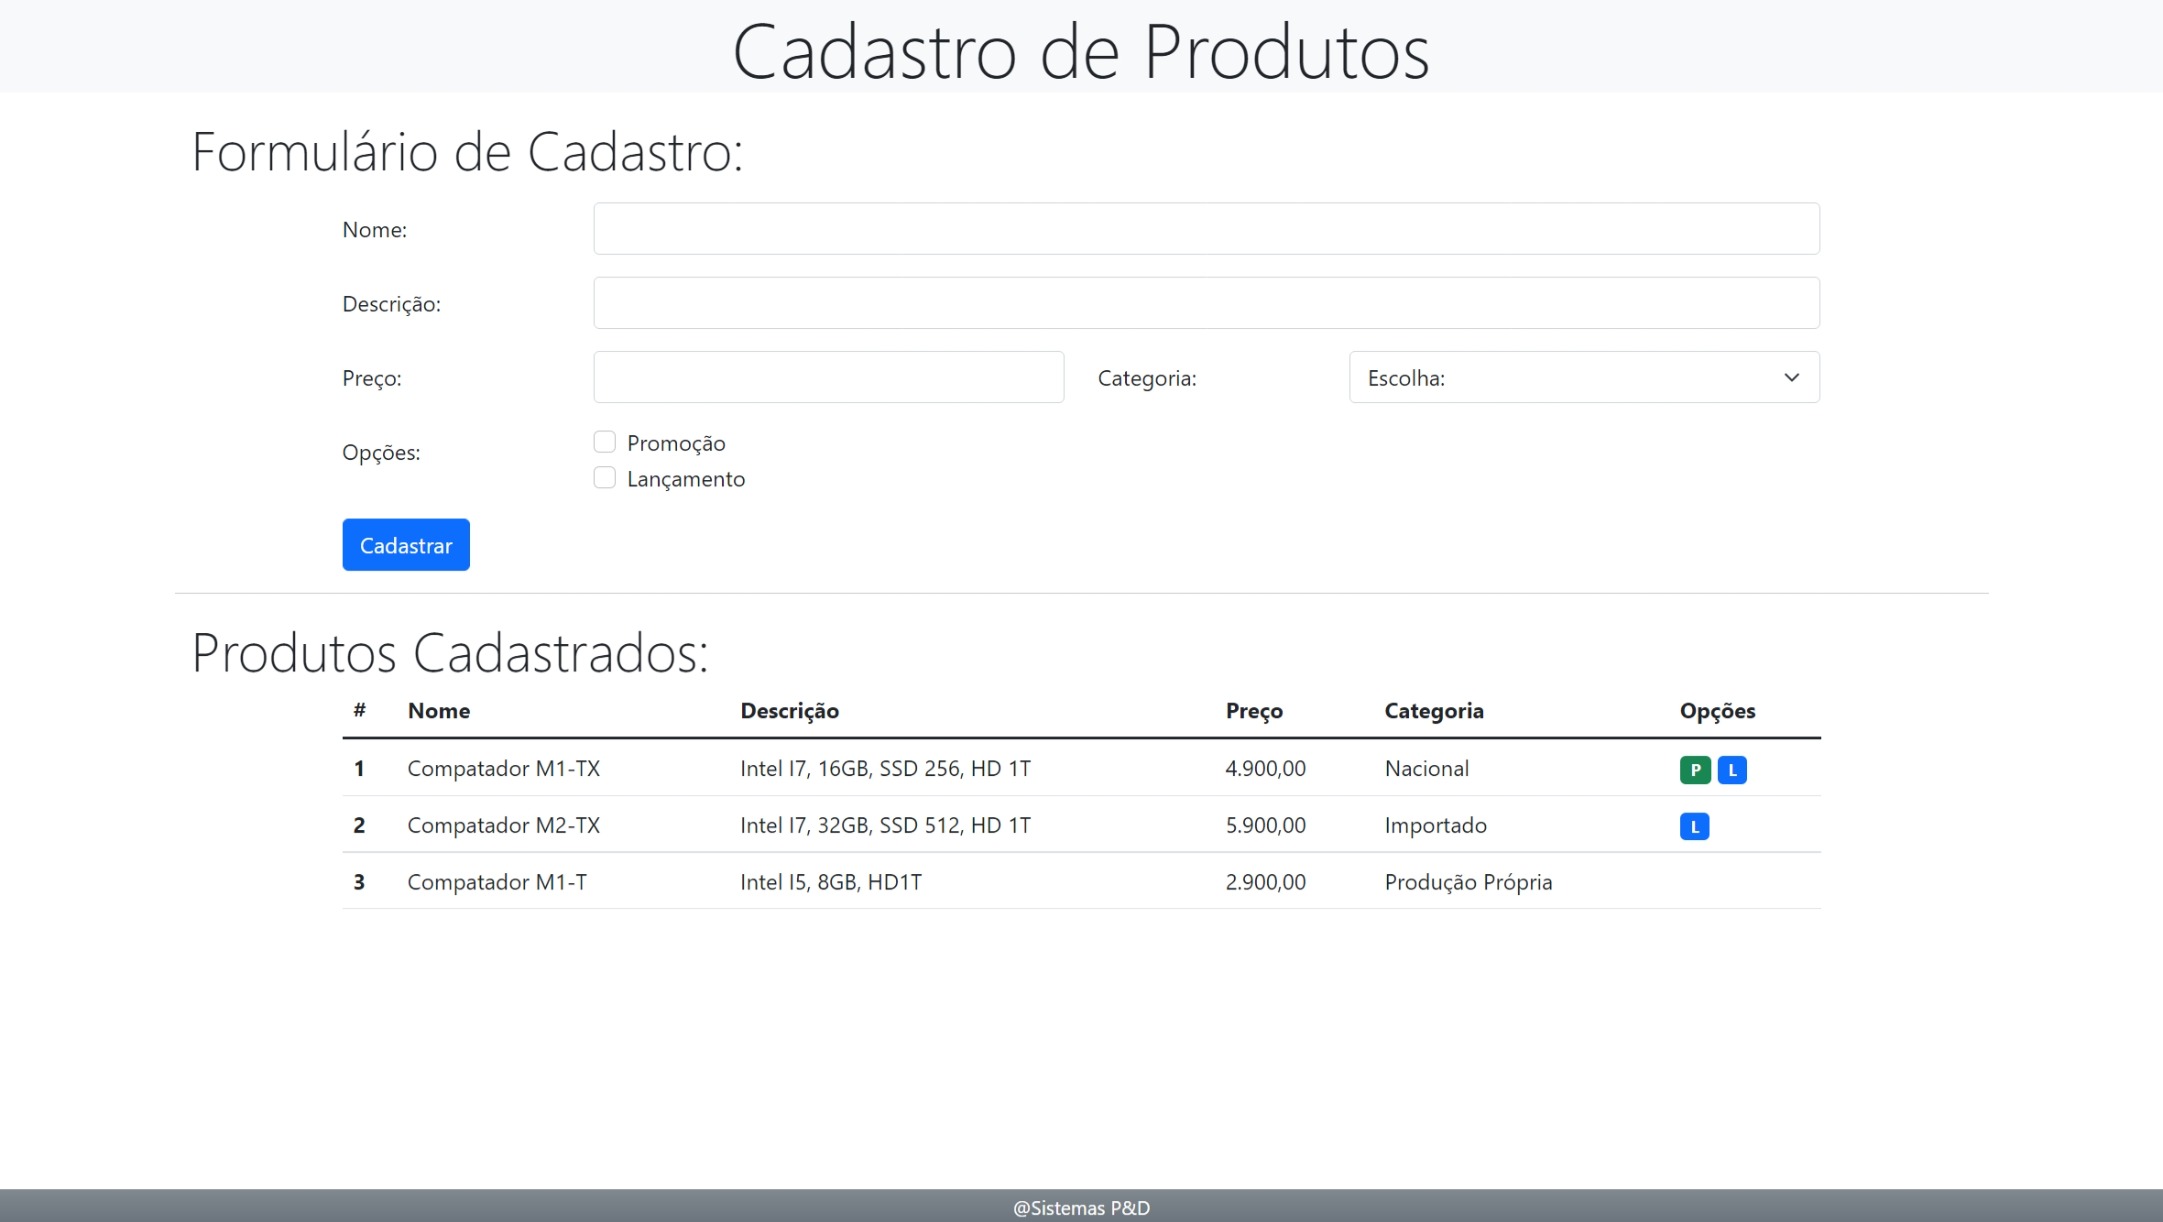 Cadastro de Produtos
Formulário de Cadastro:
Nome:
Descrição:
Preço: Categoria: Escolha:
Opções: Promoção
Lançamento
Cadastrar
Produtos Cadastrados:
# Nome Descrição Preço Categoria Opções
1 Compatador M1-TX Intel I7, 16GB, SSD 256, HD 1T 4.900,00 Nacional P L
2 Compatador M2-TX Intel I7, 32GB, SSD 512, HD 1T 5.900,00 Importado L
3 Compatador M1-T Intel I5, 8GB, HD1T 2.900,00 Produção Própria
@Sistemas P&D